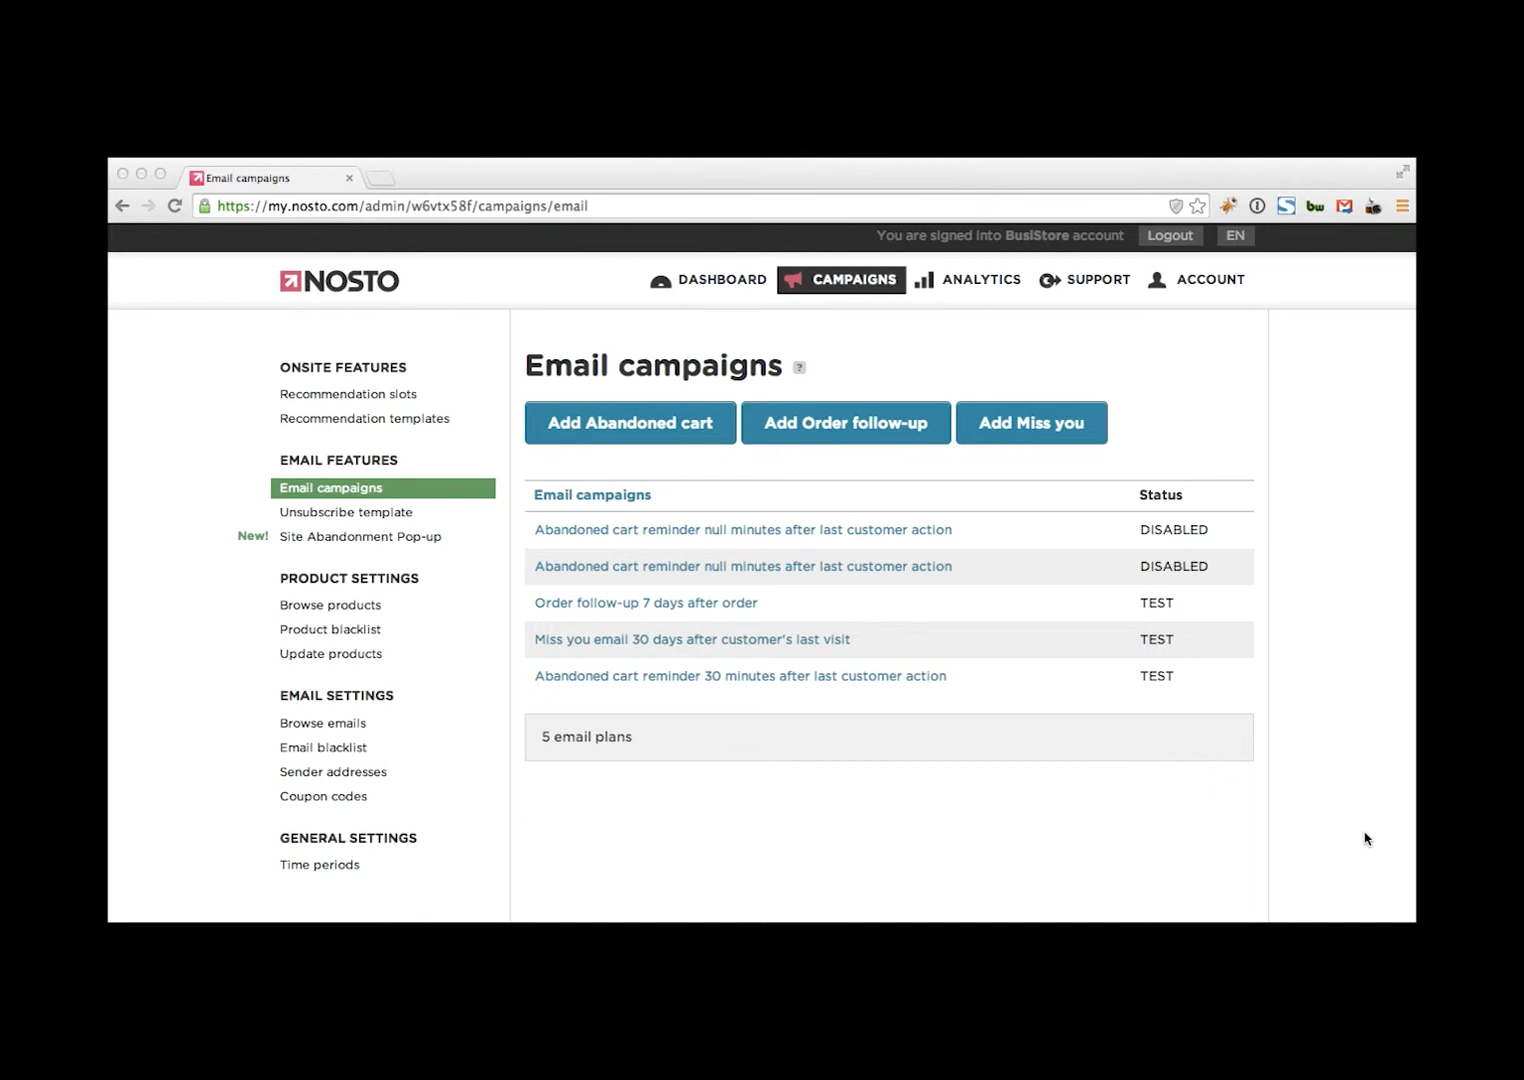 Email campaigns
https://my.nosto.com/admin/w6vtx58f/campaigns/email
bw
You are signed into BusiStore account
Logout
EN
NOSTO
DASHBOARD
CAMPAIGNS
ANALYTICS
SUPPORT
ACCOUNT
ONSITE FEATURES
Recommendation slots
Recommendation templates
EMAIL FEATURES
Email campaigns
Unsubscribe template
New! Site Abandonment Pop-up
PRODUCT SETTINGS
Browse products
Product blacklist
Update products
EMAIL SETTINGS
Browse emails
Email blacklist
Sender addresses
Coupon codes
GENERAL SETTINGS
Time periods
Email campaigns ?
Add Abandoned cart
Add Order follow-up
Add Miss you
Email campaigns Status
Abandoned cart reminder null minutes after last customer action DISABLED
Abandoned cart reminder null minutes after last customer action DISABLED
Order follow-up 7 days after order TEST
Miss you email 30 days after customer's last visit TEST
Abandoned cart reminder 30 minutes after last customer action TEST
5 email plans